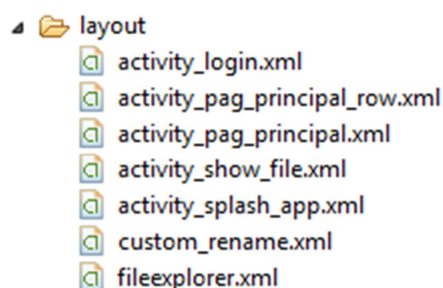 layout
activity_login.xml
activity_pag_principal_row.xml
activity_pag_principal.xml
activity_show_file.xml
activity_splash_app.xml
custom_rename.xml
fileexplorer.xml